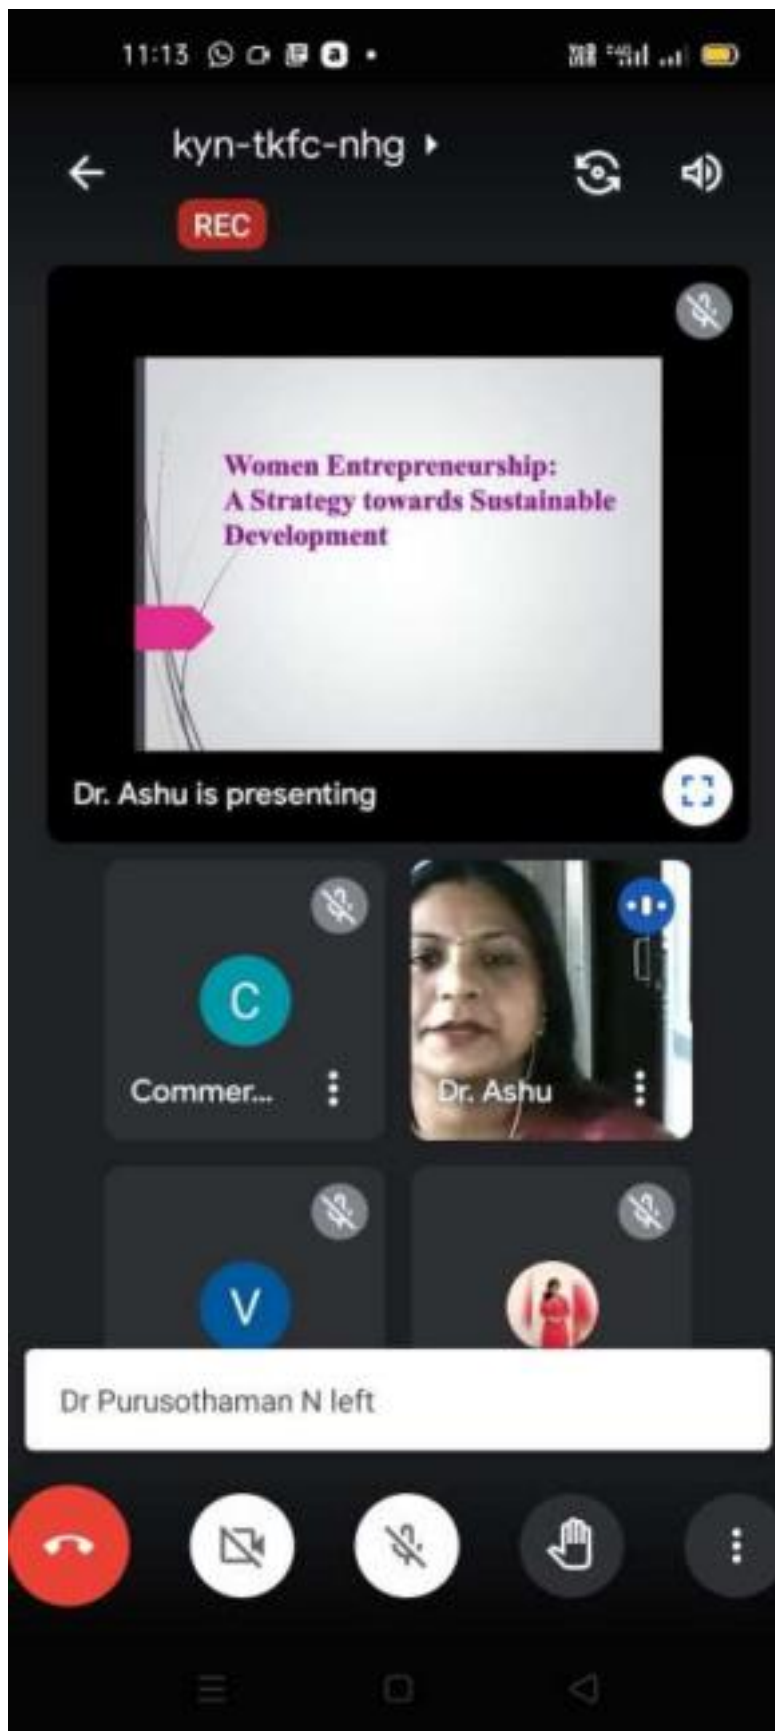 11:13
kyn-tkfc-nhg
REC
Women Entrepreneurship:
A Strategy towards Sustainable
Development
Dr. Ashu is presenting
C
Commer...
Dr. Ashu
V
Dr Purusothaman N left